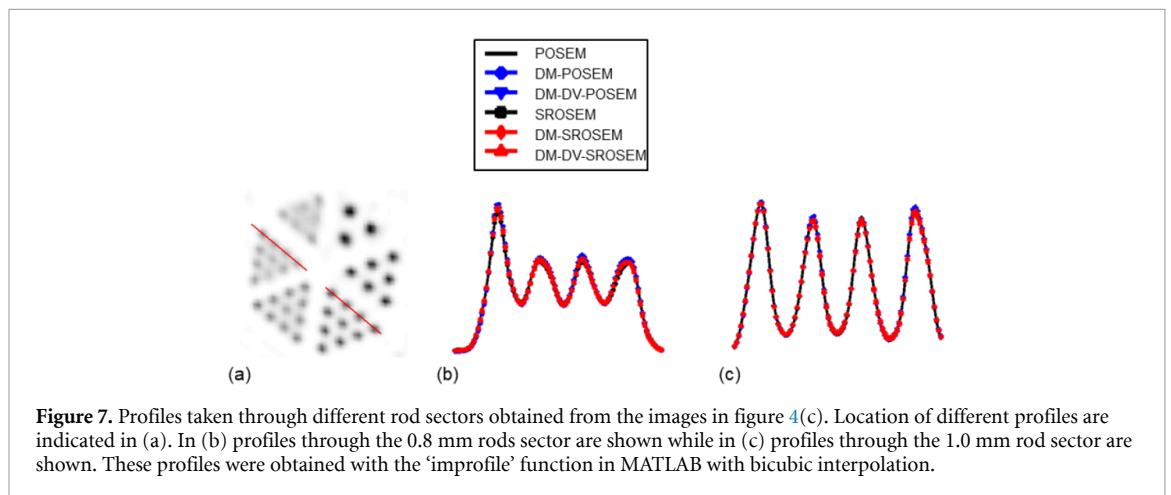 POSEM
DM-POSEM
DM-DV-POSEM
SROSEM
DM-SROSEM
DM-DV-SROSEM
(a)
(b)
(c)
Figure 7. Profiles taken through different rod sectors obtained from the images in figure 4(c). Location of different profiles are
indicated in (a). In (b) profiles through the 0.8 mm rods sector are shown while in (c) profiles through the 1.0 mm rod sector are
shown. These profiles were obtained with the ‘improfile’ function in MATLAB with bicubic interpolation.